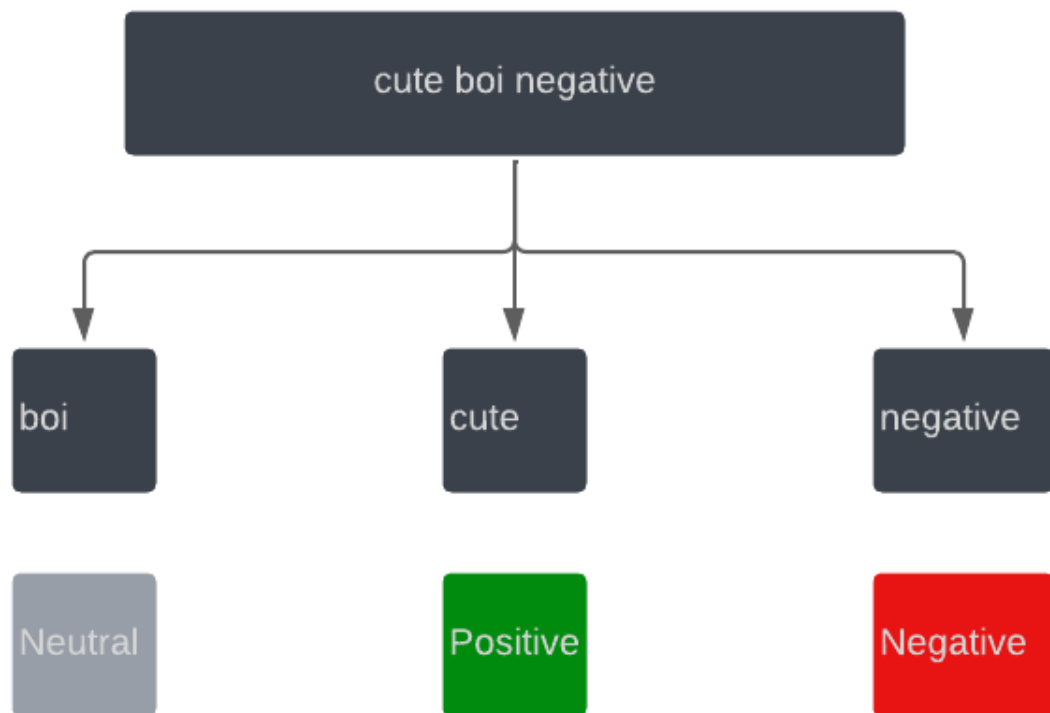 cute boi negative
boi
cute
negative
Neutral
Positive
Negative